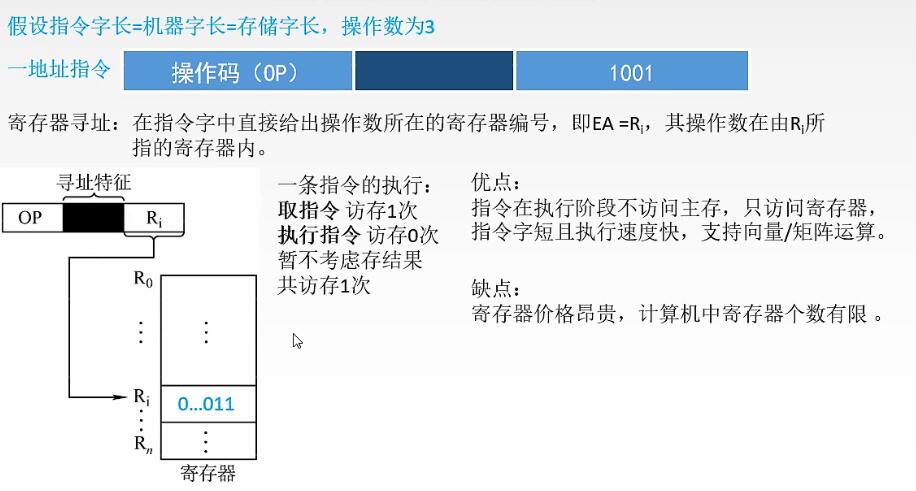 假设指令字长=机器字长=存储字长，操作数为3
一地址指令 操作码（OP） 1001
寄存器寻址：在指令字中直接给出操作数所在的寄存器编号，即EA =Ri，其操作数在由Ri所
指的寄存器内。
寻址特征
OP Ri
R0
⋮ ⋮
Ri 0...011
⋮
Rn ⋮
寄存器
一条指令的执行：
取指令 访存1次
执行指令 访存0次
暂不考虑存结果
共访存1次
优点：
指令在执行阶段不访问主存，只访问寄存器，
指令字短且执行速度快，支持向量/矩阵运算。
缺点：
寄存器价格昂贵，计算机中寄存器个数有限 。